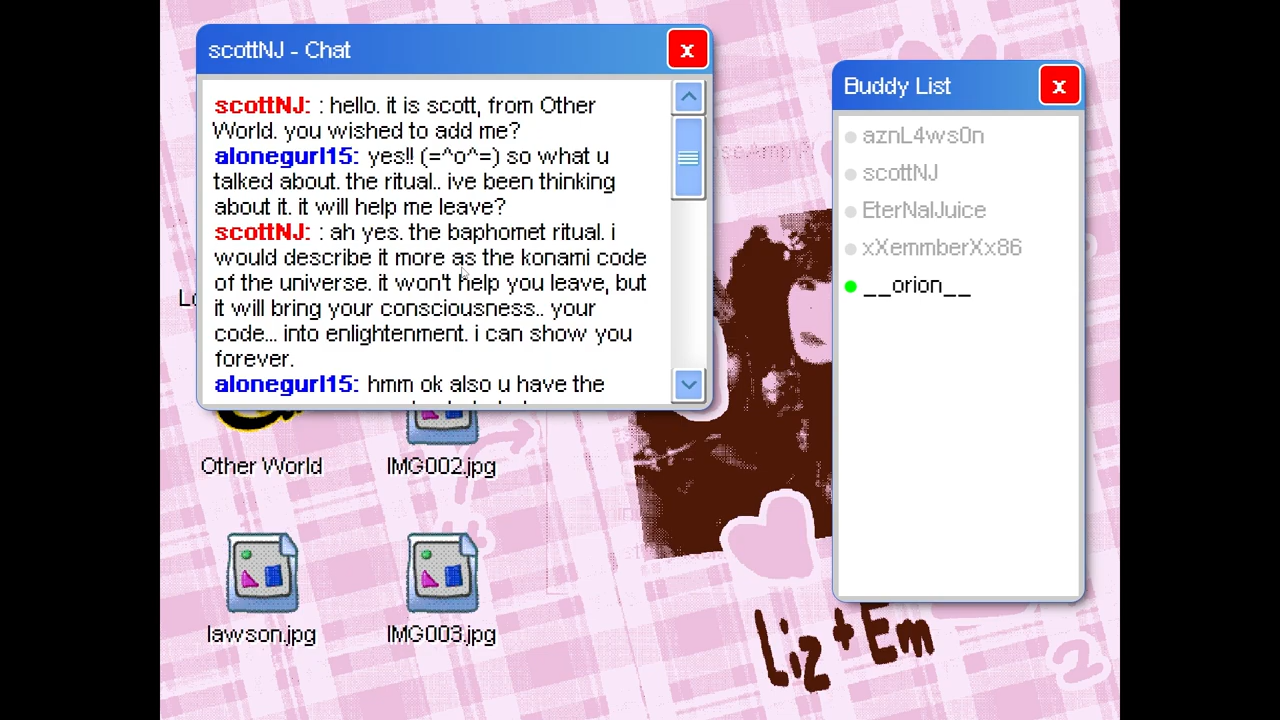 scottNJ - Chat
scottNJ: : hello. it is scott, from Other
World. you wished to add me?
alonegurl15: yes!! (=^o^=) so what u
talked about. the ritual.. ive been thinking
about it. it will help me leave?
scottNJ: : ah yes. the baphomet ritual. i
would describe it more as the konami code
of the universe. it won't help you leave, but
it will bring your consciousness.. your
code... into enlightenment. i can show you
forever.
alonegurl15: hmm ok also u have the
Buddy List
aznL4ws0n
scottNJ
EterNalJuice
xXemmberXx86
__orion__
Other World
IMG002.jpg
lawson.jpg
IMG003.jpg
Liz + Em